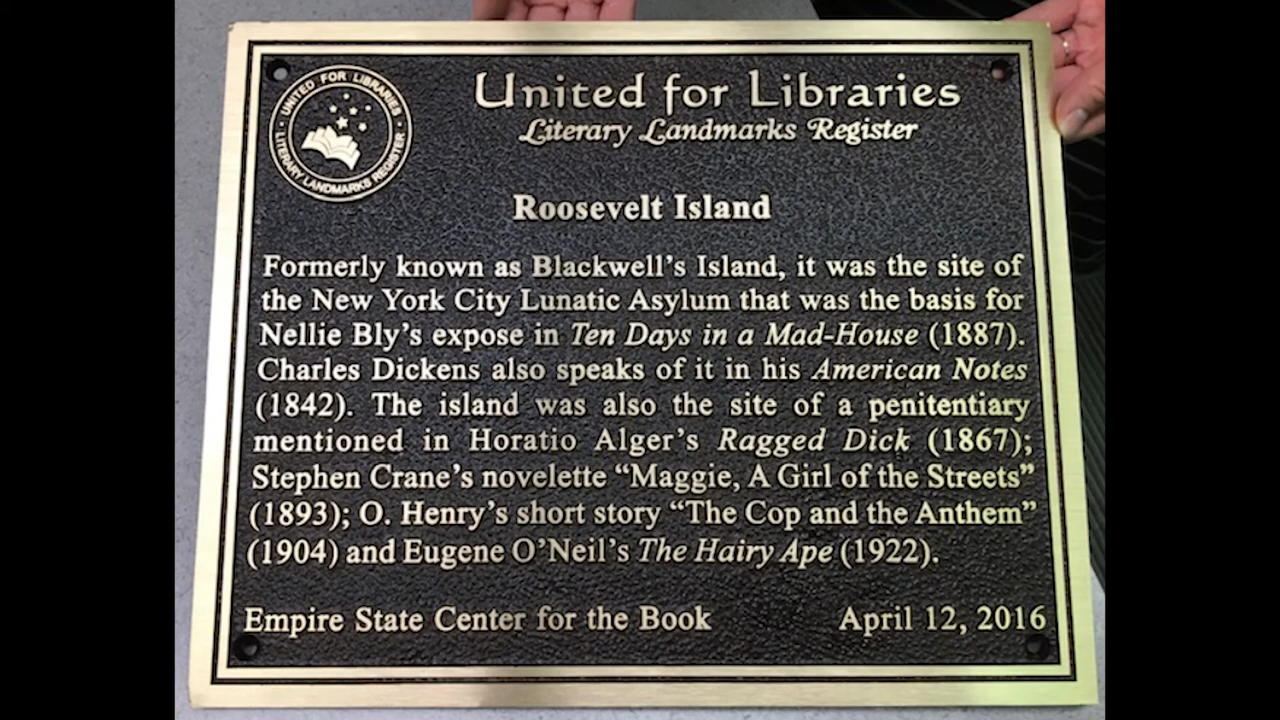 UNITED FOR LIBRARIES
LITERARY LANDMARKS REGISTER
United for Libraries
Literary Landmarks Register
Roosevelt Island
Formerly known as Blackwell's Island, it was the site of
the New York City Lunatic Asylum that was the basis for
Nellie Bly's expose in Ten Days in a Mad-House (1887).
Charles Dickens also speaks of it in his American Notes
(1842). The island was also the site of a penitentiary
mentioned in Horatio Alger's Ragged Dick (1867);
Stephen Crane's novelette “Maggie, A Girl of the Streets”
(1893); O. Henry's short story “The Cop and the Anthem”
(1904) and Eugene O'Neil's The Hairy Ape (1922).
Empire State Center for the Book April 12, 2016